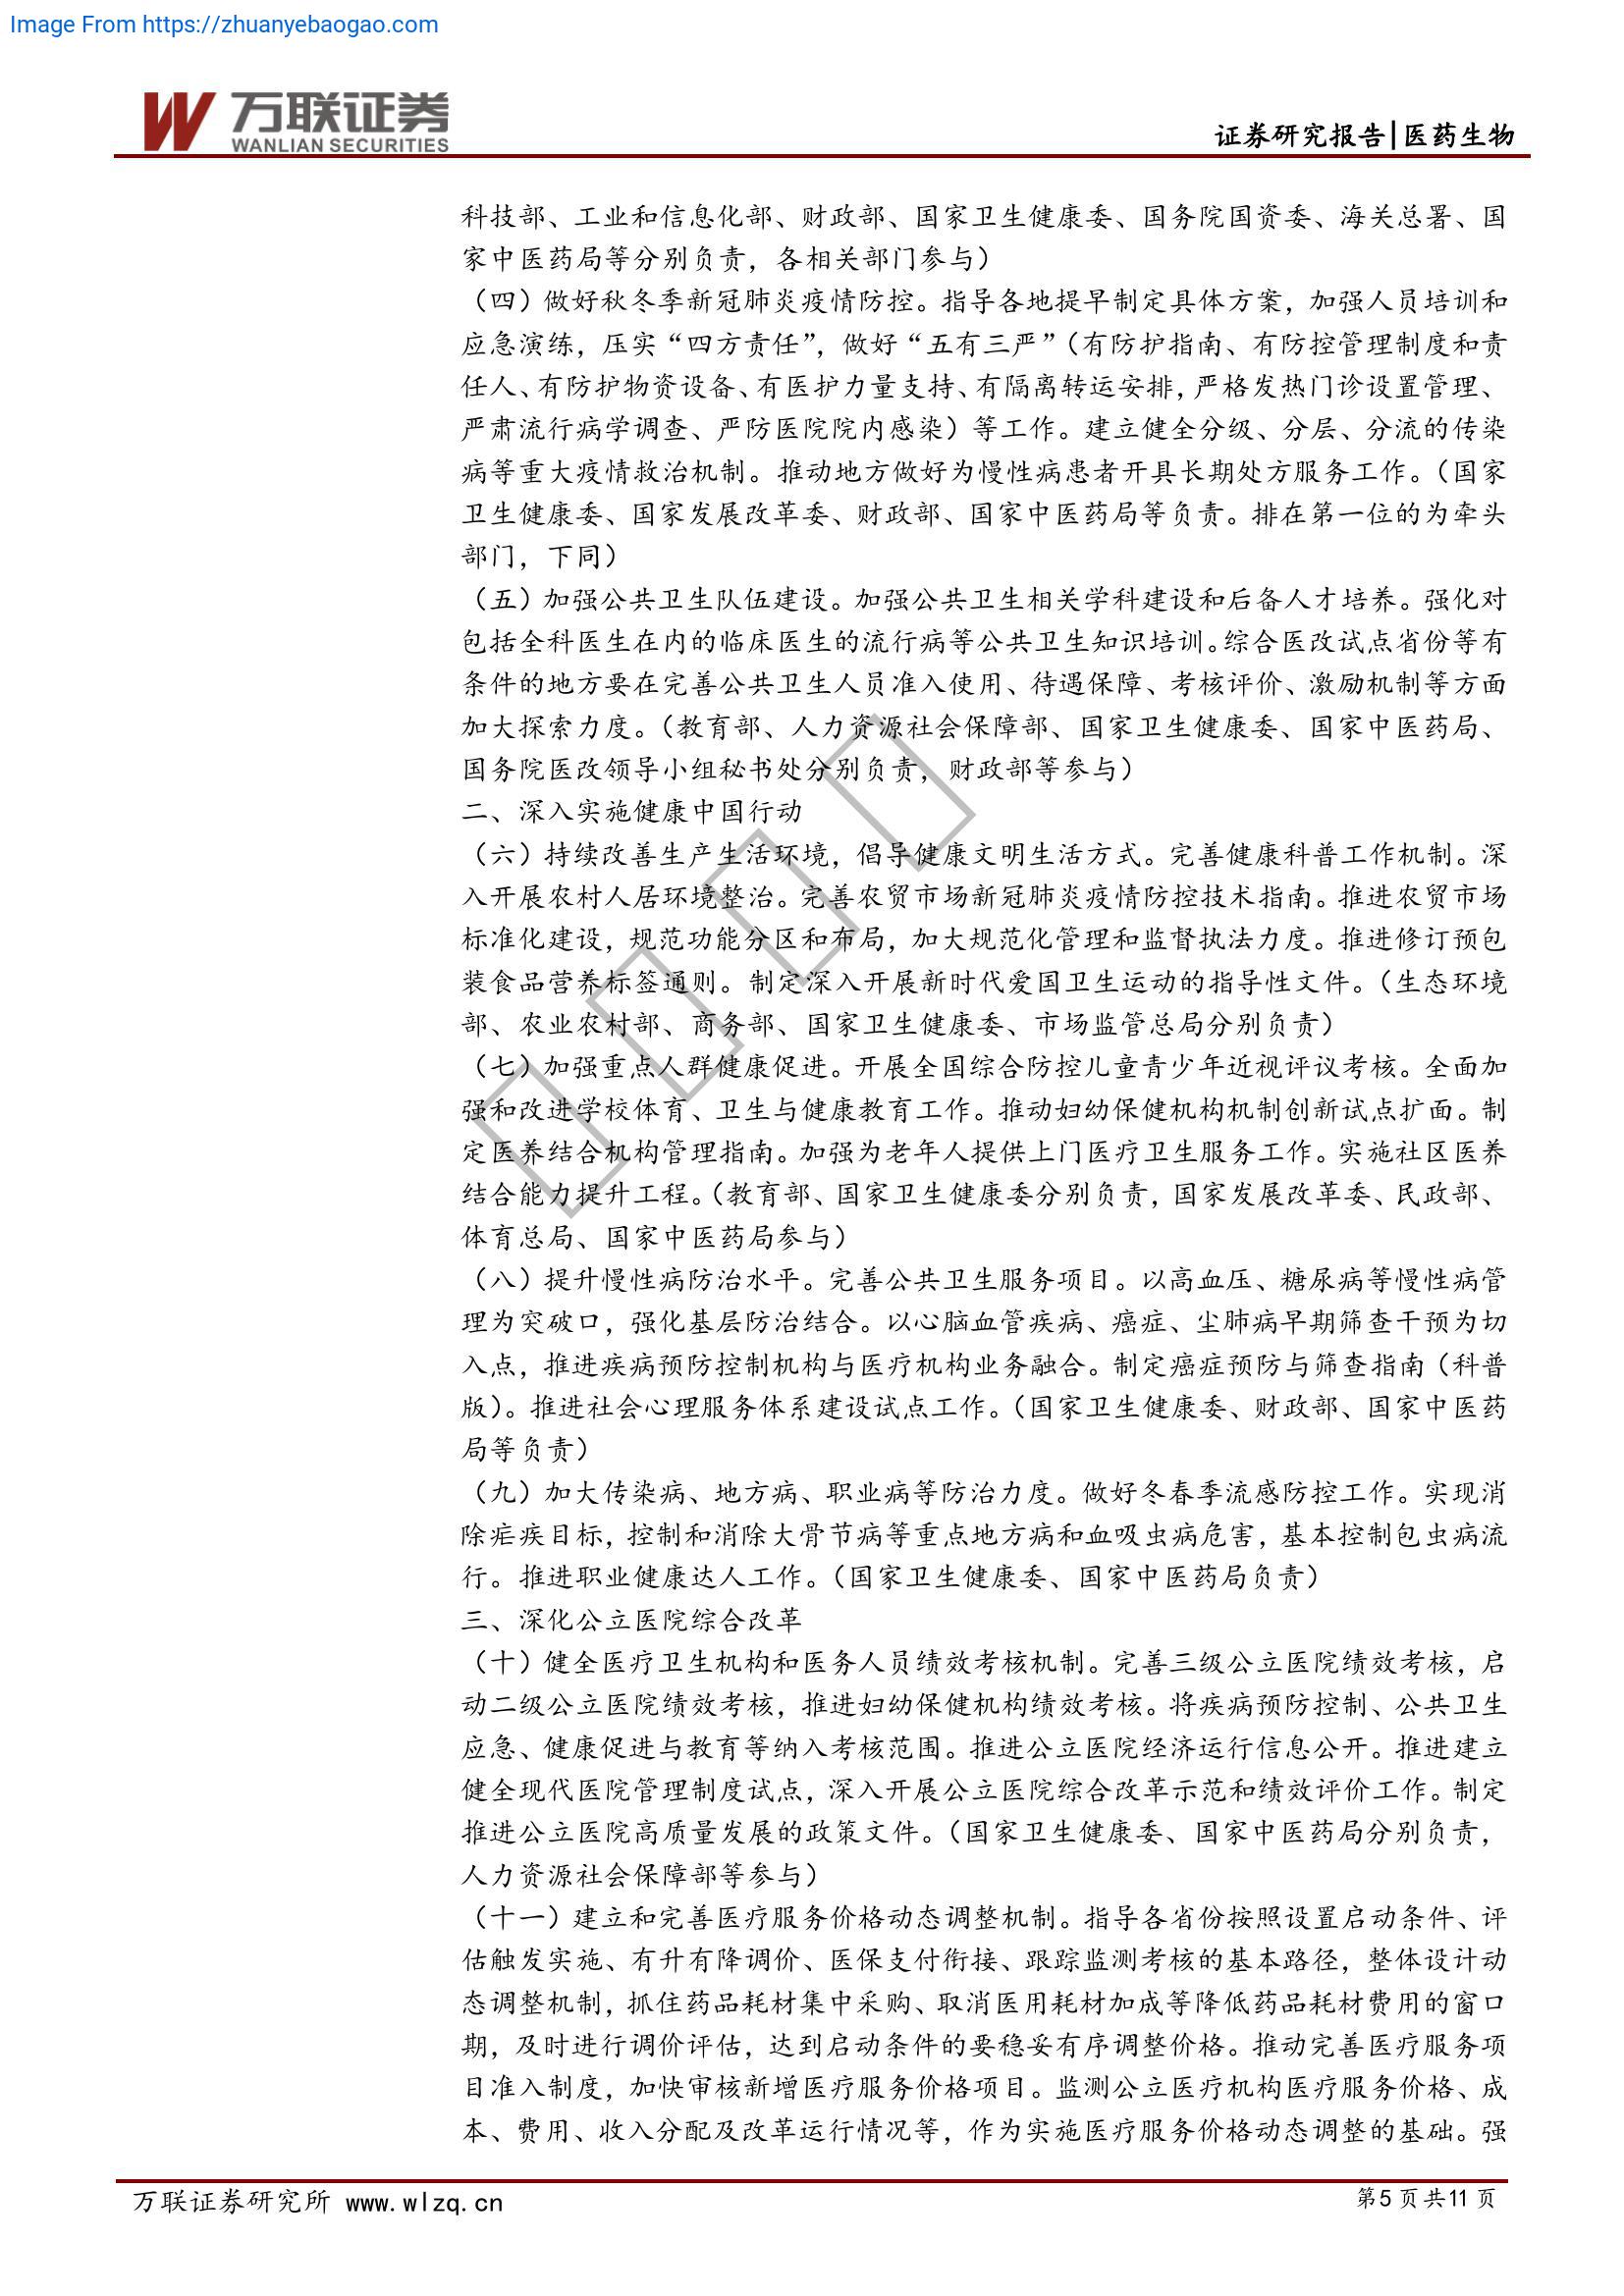 Image From https://zhuanyebaogao.com
万联证券
WANLIAN SECURITIES
证券研究报告|医药生物
科技部、工业和信息化部、财政部、国家卫生健康委、国务院国资委、海关总署、国
家中医药局等分别负责，各相关部门参与）
（四）做好秋冬季新冠肺炎疫情防控。指导各地提早制定具体方案，加强人员培训和
应急演练，压实“四方责任”，做好“五有三严”（有防护指南、有防控管理制度和责
任人、有防护物资设备、有医护力量支持、有隔离转运安排，严格发热门诊设置管理、
严肃流行病学调查、严防医院院内感染）等工作。建立健全分级、分层、分流的传染
病等重大疫情救治机制。推动地方做好为慢性病患者开具长期处方服务工作。（国家
卫生健康委、国家发展改革委、财政部、国家中医药局等负责。排在第一位的为牵头
部门，下同）
（五）加强公共卫生队伍建设。加强公共卫生相关学科建设和后备人才培养。强化对
包括全科医生在内的临床医生的流行病等公共卫生知识培训。综合医改试点省份等有
条件的地方要在完善公共卫生人员准入使用、待遇保障、考核评价、激励机制等方面
加大探索力度。（教育部、人力资源社会保障部、国家卫生健康委、国家中医药局、
国务院医改领导小组秘书处分别负责，财政部等参与）
二、深入实施健康中国行动
（六）持续改善生产生活环境，倡导健康文明生活方式。完善健康科普工作机制。深
入开展农村人居环境整治。完善农贸市场新冠肺炎疫情防控技术指南。推进农贸市场
标准化建设，规范功能分区和布局，加大规范化管理和监督执法力度。推进修订预包
装食品营养标签通则。制定深入开展新时代爱国卫生运动的指导性文件。（生态环境
部、农业农村部、商务部、国家卫生健康委、市场监管总局分别负责）
（七）加强重点人群健康促进。开展全国综合防控儿童青少年近视评议考核。全面加
强和改进学校体育、卫生与健康教育工作。推动妇幼保健机构机制创新试点扩面。制
定医养结合机构管理指南。加强为老年人提供上门医疗卫生服务工作。实施社区医养
结合能力提升工程。（教育部、国家卫生健康委分别负责，国家发展改革委、民政部、
体育总局、国家中医药局参与）
（八）提升慢性病防治水平。完善公共卫生服务项目。以高血压、糖尿病等慢性病管
理为突破口，强化基层防治结合。以心脑血管疾病、癌症、尘肺病早期筛查干预为切
入点，推进疾病预防控制机构与医疗机构业务融合。制定癌症预防与筛查指南（科普
版）。推进社会心理服务体系建设试点工作。（国家卫生健康委、财政部、国家中医药
局等负责）
（九）加大传染病、地方病、职业病等防治力度。做好冬春季流感防控工作。实现消
除疟疾目标，控制和消除大骨节病等重点地方病和血吸虫病危害，基本控制包虫病流
行。推进职业健康达人工作。（国家卫生健康委、国家中医药局负责）
三、深化公立医院综合改革
（十）健全医疗卫生机构和医务人员绩效考核机制。完善三级公立医院绩效考核，启
动二级公立医院绩效考核，推进妇幼保健机构绩效考核。将疾病预防控制、公共卫生
应急、健康促进与教育等纳入考核范围。推进公立医院经济运行信息公开。推进建立
健全现代医院管理制度试点，深入开展公立医院综合改革示范和绩效评价工作。制定
推进公立医院高质量发展的政策文件。（国家卫生健康委、国家中医药局分别负责，
人力资源社会保障部等参与）
（十一）建立和完善医疗服务价格动态调整机制。指导各省份按照设置启动条件、评
估触发实施、有升有降调价、医保支付衔接、跟踪监测考核的基本路径，整体设计动
态调整机制，抓住药品耗材集中采购、取消医用耗材加成等降低药品耗材费用的窗口
期，及时进行调价评估，达到启动条件的要稳妥有序调整价格。推动完善医疗服务项
目准入制度，加快审核新增医疗服务价格项目。监测公立医疗机构医疗服务价格、成
本、费用、收入分配及改革运行情况等，作为实施医疗服务价格动态调整的基础。强
万联证券研究所 www.wlzq.cn
第5 页 共11 页